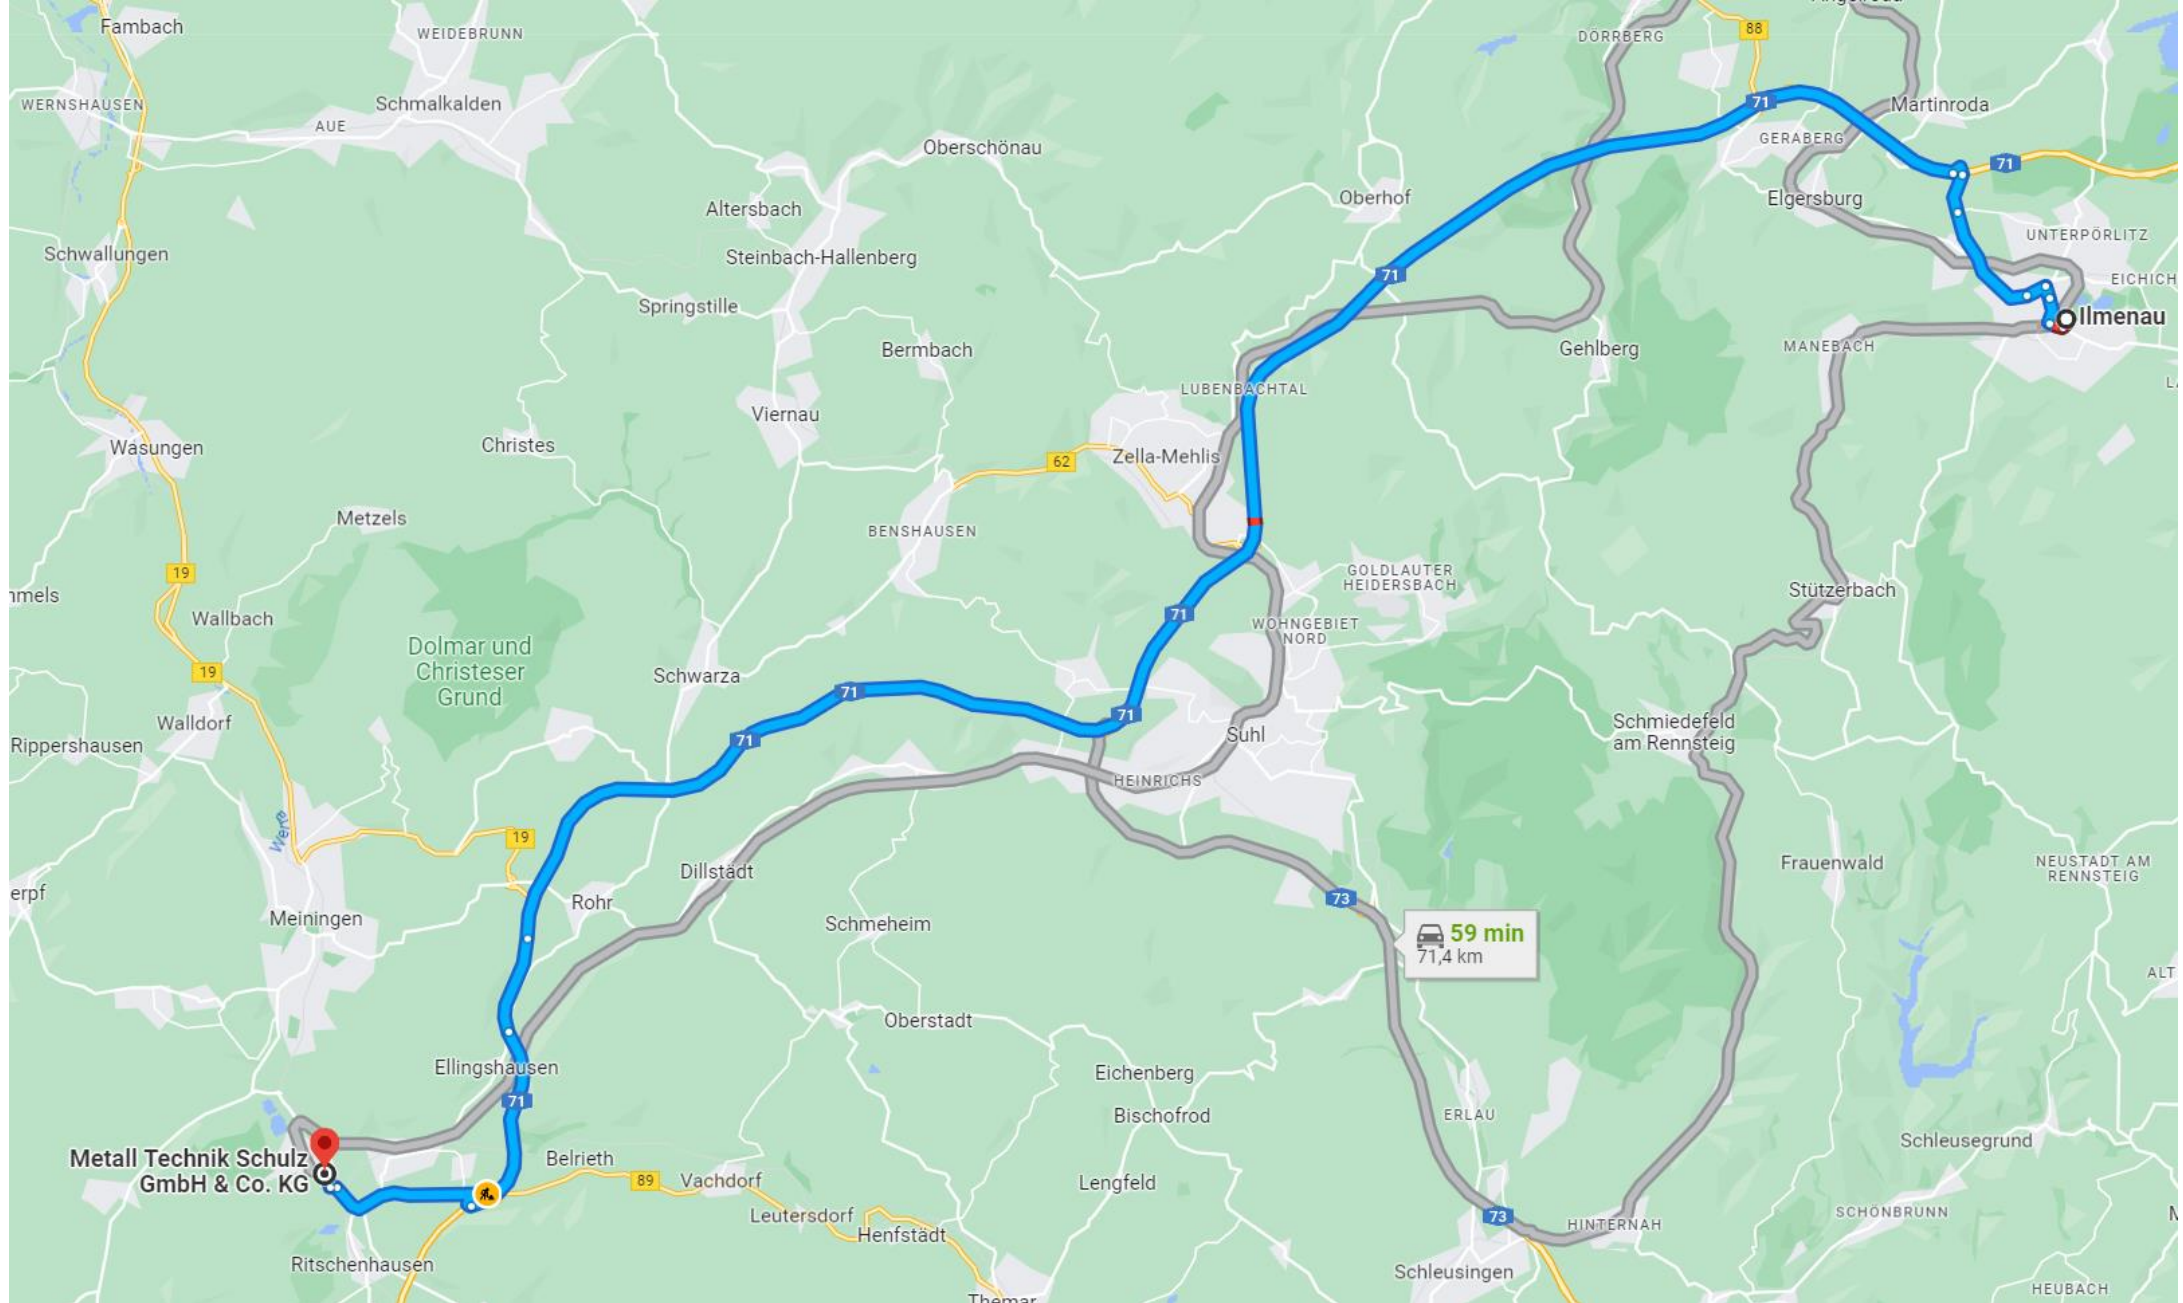 Fambach
WEIDEBRUNN
DÖRRBERG
88
WERNSHAUSEN
Schmalkalden
AUE
71
Martinroda
GERABERG
Oberschönau
71
Oberhof
Elgersburg
Altersbach
UNTERPÖRLITZ
Schwallungen
Steinbach-Hallenberg
71
EICHICH
Springstille
Ilmenau
MANEBACH
Bermbach
Gehlberg
LUBENBACHTAL
Viernau
Wasungen
Christes
62
Zella-Mehlis
Metzels
BENSHAUSEN
19
GOLDLAUTER
HEIDERSBACH
Stützerbach
mmels
Wallbach
71
WOHNGEBIET
NORD
Dolmar und
Christeser
Grund
19
Schwarza
71
71
Walldorf
Schmiedefeld
am Rennsteig
Rippershausen
71
Suhl
HEINRICHS
Werra
19
Dillstädt
Frauenwald
NEUSTADT AM
RENNSTEIG
erpf
Rohr
73
Meiningen
Schmeheim
59 min
71,4 km
ALT
Oberstadt
Ellingshausen
Eichenberg
71
Bischofrod
ERLAU
Schleusegrund
Metall Technik Schulz
GmbH & Co. KG
Belrieth
89
Vachdorf
Lengfeld
Leutersdorf
73
HINTERNAH
SCHÖNBRUNN
Henfstädt
Ritschenhausen
Schleusingen
HEUBACH
Themar